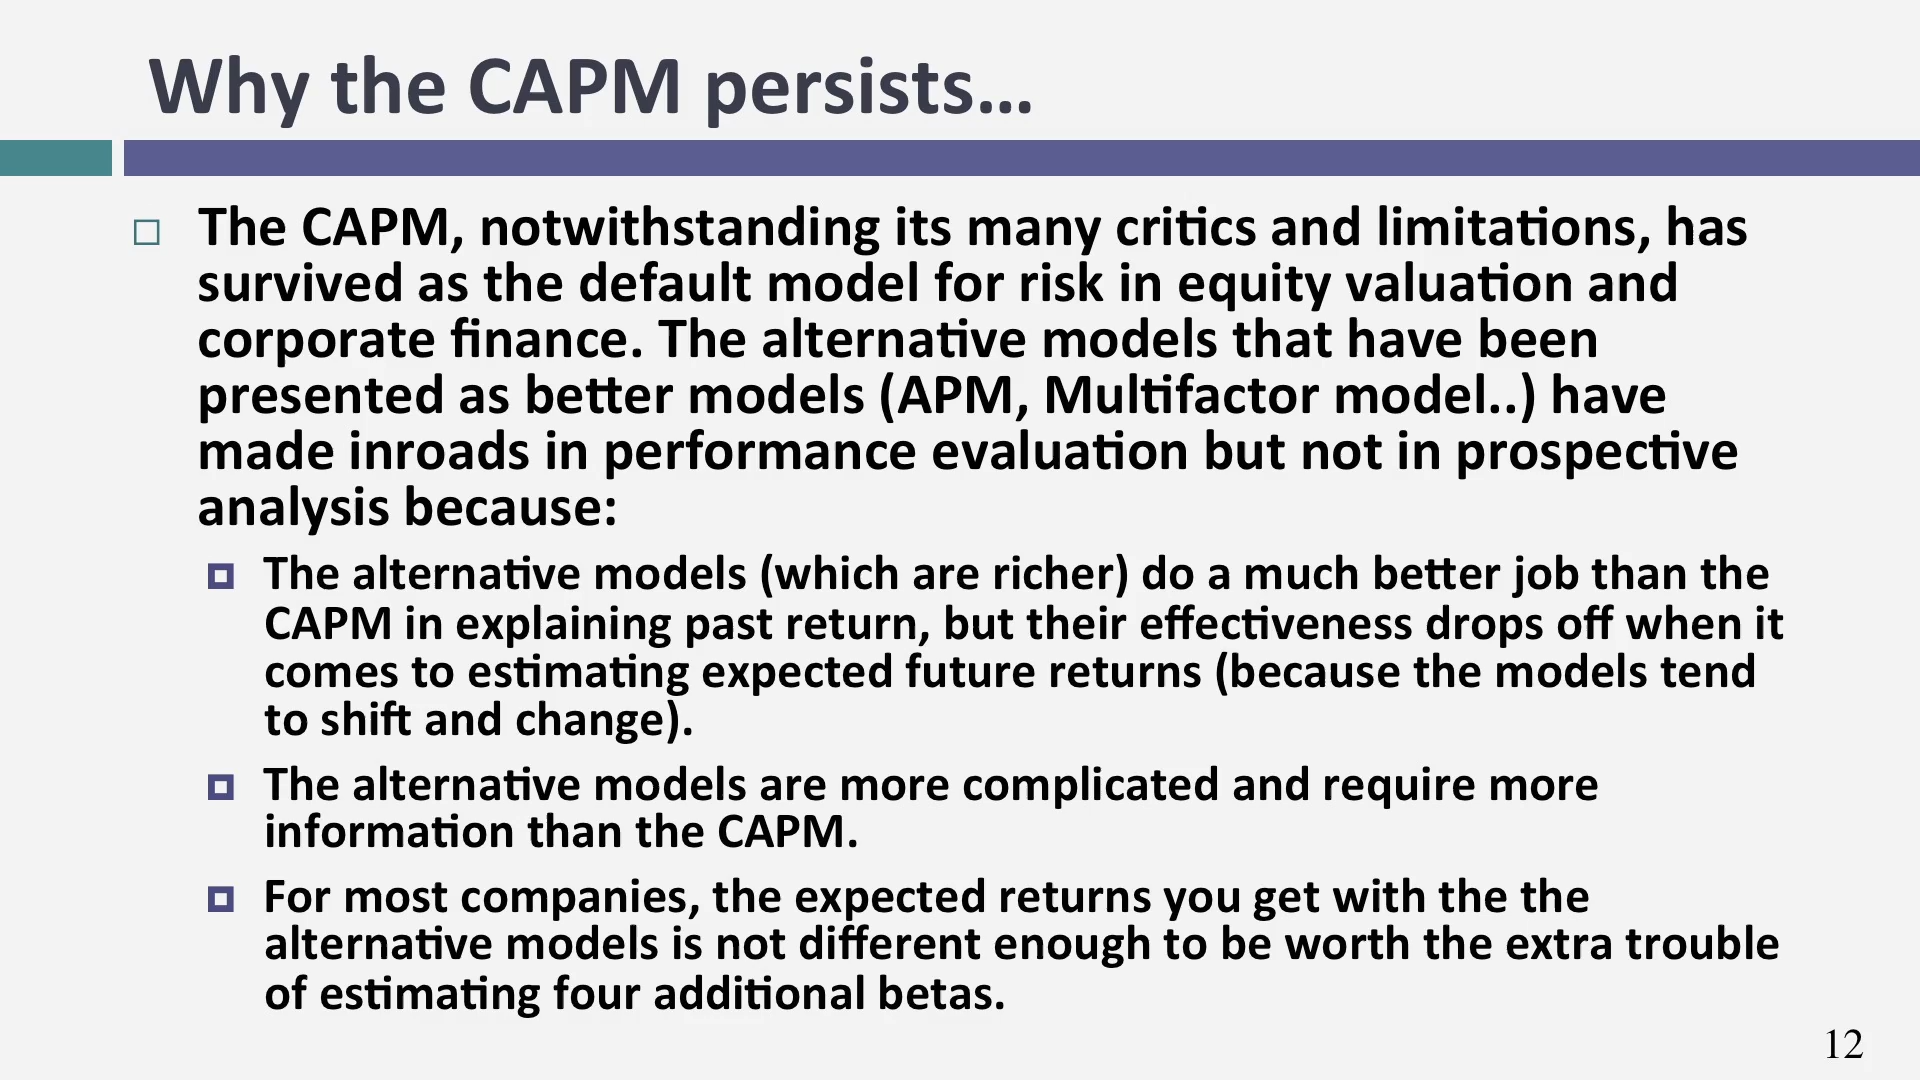 Why the CAPM persists…
The CAPM, notwithstanding its many critics and limitations, has
survived as the default model for risk in equity valuation and
corporate finance. The alternative models that have been
presented as better models (APM, Multifactor model..) have
made inroads in performance evaluation but not in prospective
analysis because:
The alternative models (which are richer) do a much better job than the
CAPM in explaining past return, but their effectiveness drops off when it
comes to estimating expected future returns (because the models tend
to shift and change).
The alternative models are more complicated and require more
information than the CAPM.
For most companies, the expected returns you get with the the
alternative models is not different enough to be worth the extra trouble
of estimating four additional betas.
12